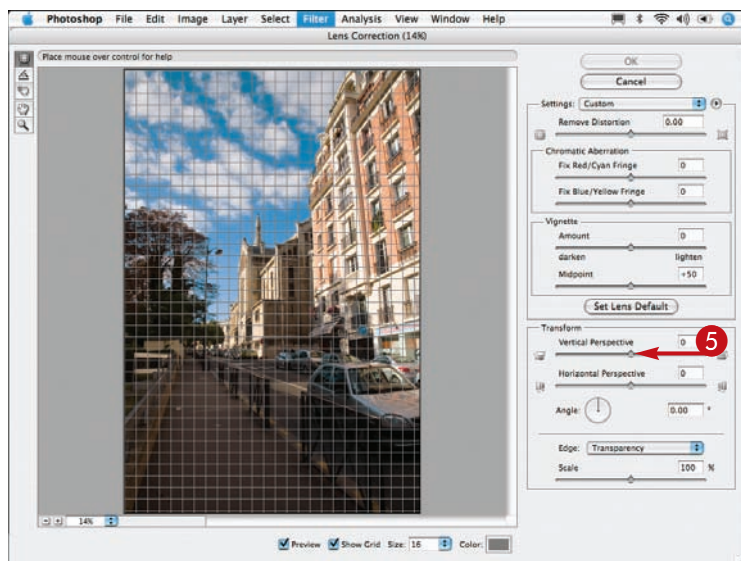 Photoshop File Edit Image Layer Select Filter Analysis View Window Help
Lens Correction (14%)
Place mouse over control for help
OK
Cancel
Settings: Custom
Remove Distortion 0.00
Chromatic Aberration
Fix Red/Cyan Fringe 0
Fix Blue/Yellow Fringe 0
Vignette
Amount 0
darken lighten
Midpoint +50
Set Lens Default
Transform
Vertical Perspective 0
5
Horizontal Perspective 0
Angle: 0.00 °
Edge: Transparency
Scale 100 %
14%
Preview Show Grid Size: 16 Color: